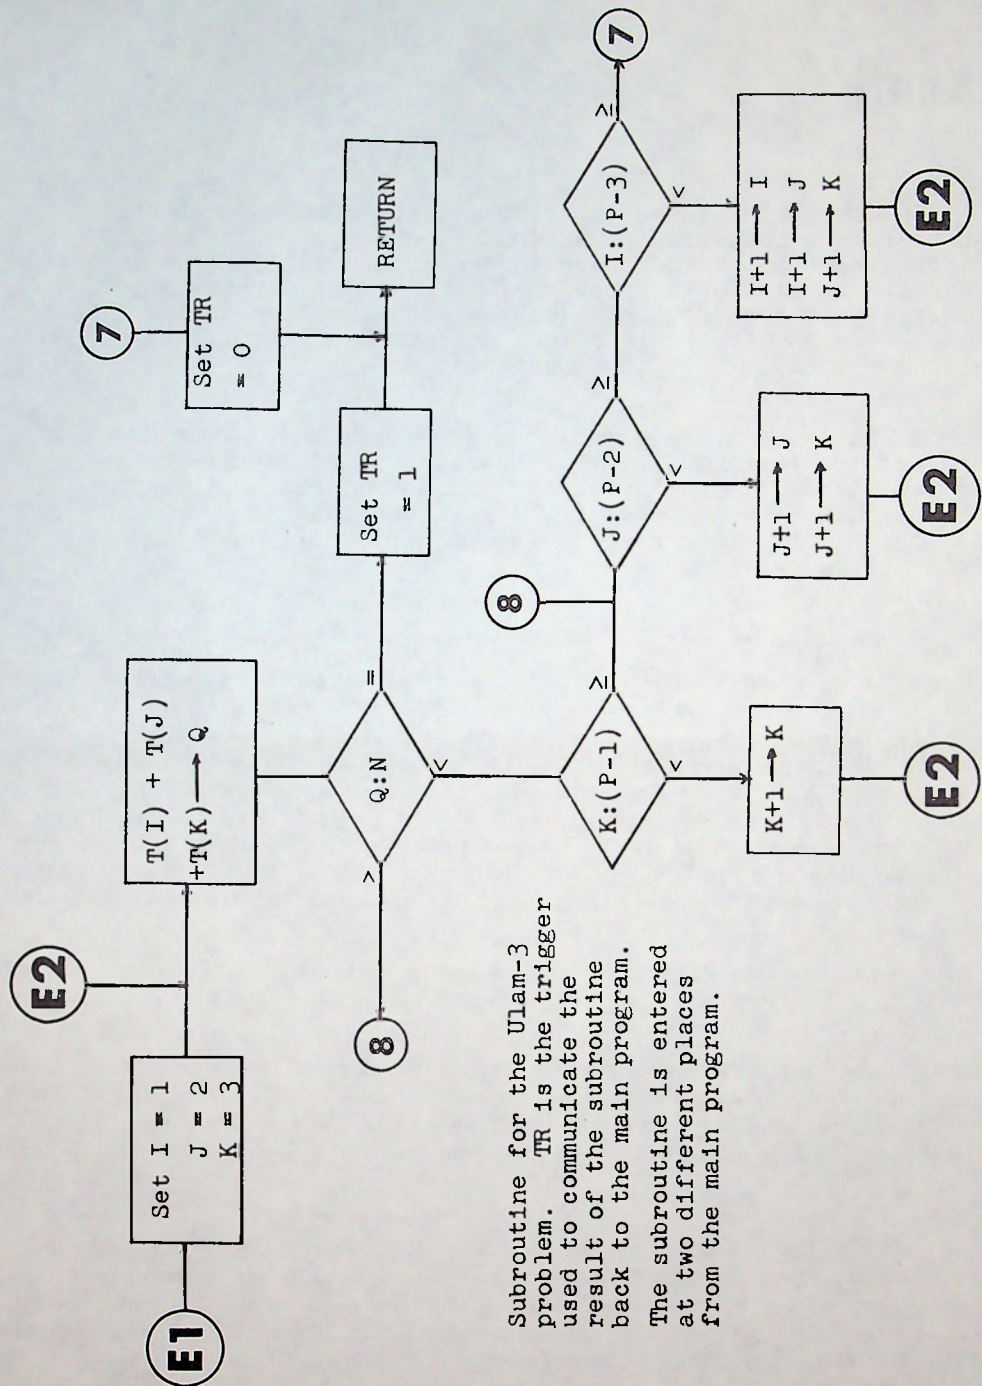 E1
Set I = 1
J = 2
K = 3
E2
T(I) + T(J)
+T(K)⟶ Q
Q:N
>
8
=
Set TR
= 1
7
Set TR
= 0
RETURN
<
K:(P-1)
<
K+1⟶K
E2
≥
8
J:(P-2)
<
J+1⟶J
J+1⟶K
E2
≥
I:(P-3)
<
I+1⟶I
I+1⟶J
J+1⟶K
E2
≥
7
Subroutine for the Ulam-3
problem. TR is the trigger
used to communicate the
result of the subroutine
back to the main program.
The subroutine is entered
at two different places
from the main program.